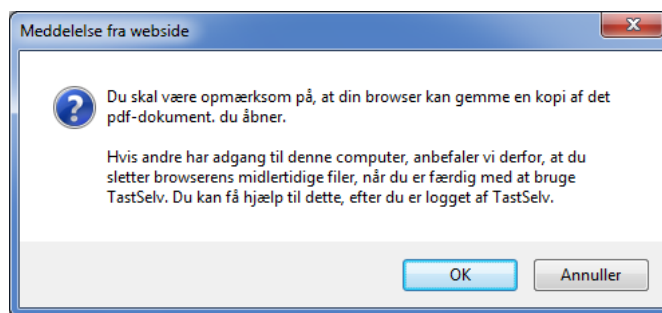 Meddelelse fra webside
Du skal være opmærksom på, at din browser kan gemme en kopi af det
pdf-dokument. du åbner.
Hvis andre har adgang til denne computer, anbefaler vi derfor, at du
sletter browserens midlertidige filer, når du er færdig med at bruge
TastSelv. Du kan få hjælp til dette, efter du er logget af TastSelv.
OK
Annuller